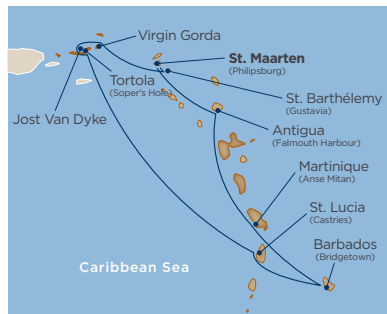 Virgin Gorda
St. Maarten
(Philipsburg)
Tortola
(Soper's Hole)
St. Barthélemy
(Gustavia)
Jost Van Dyke
Antigua
(Falmouth Harbour)
Martinique
(Anse Mitan)
St. Lucia
(Castries)
Barbados
(Bridgetown)
Caribbean Sea